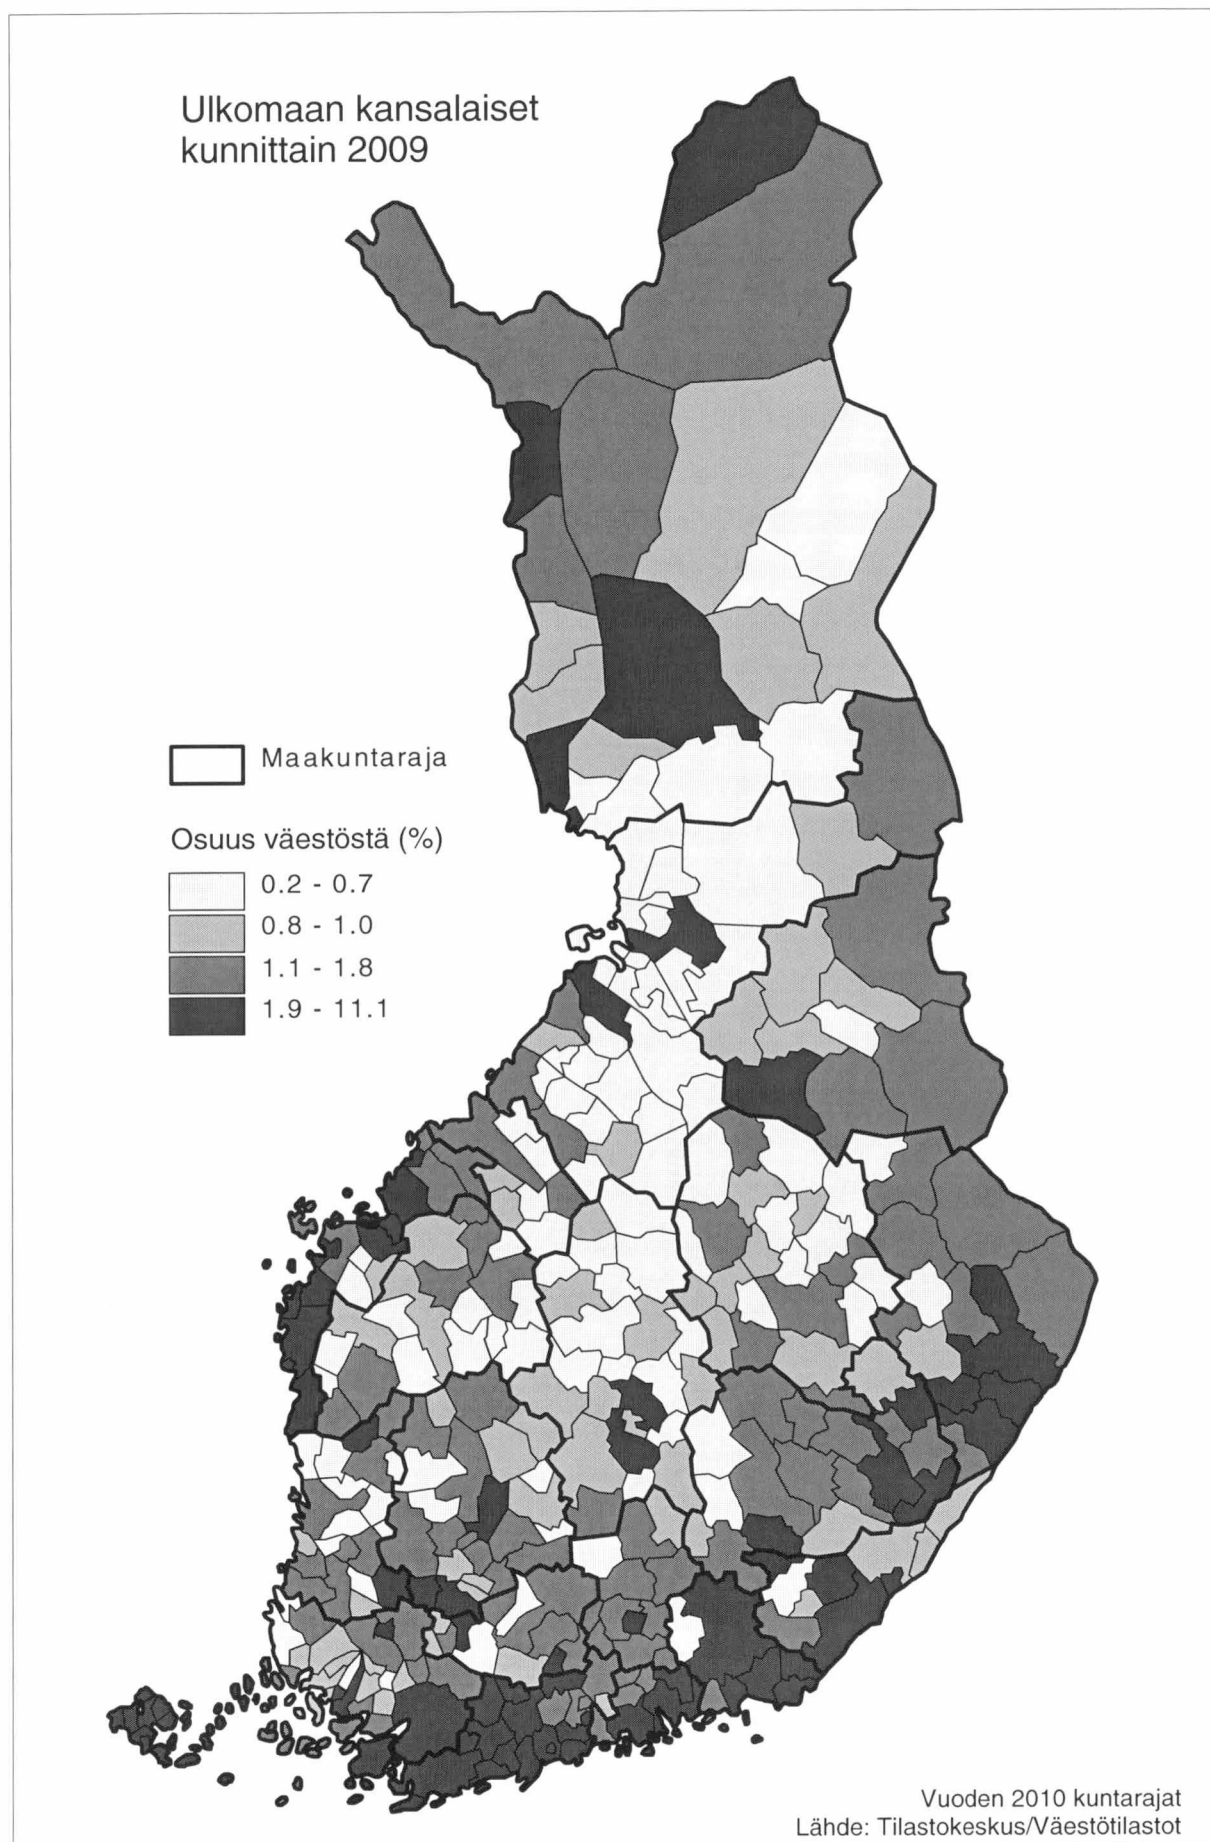 Ulkomaan kansalaiset
kunnittain 2009
Maakuntaraja
Osuus väestöstä (%)
0.2 - 0.7
0.8 - 1.0
1.1 - 1.8
1.9 - 11.1
Vuoden 2010 kuntarajat
Lähde: Tilastokeskus/Väestötilastot